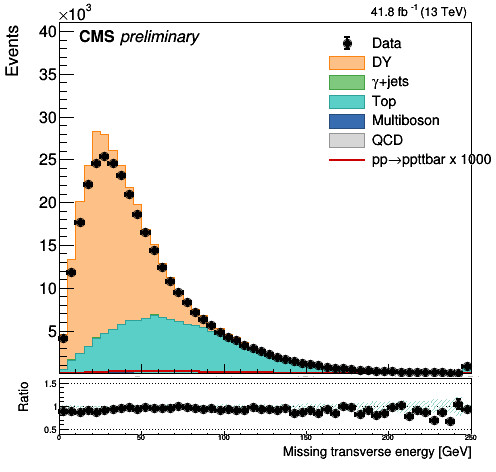 ×10³
41.8 fb⁻¹ (13 TeV)
CMS preliminary
Events
40
35
30
25
20
15
10
5
Data
DY
γ+jets
Top
Multiboson
QCD
pp→ppttbar x 1000
Ratio
1.5
1
0.5
0 50 100 150 200 250
Missing transverse energy [GeV]